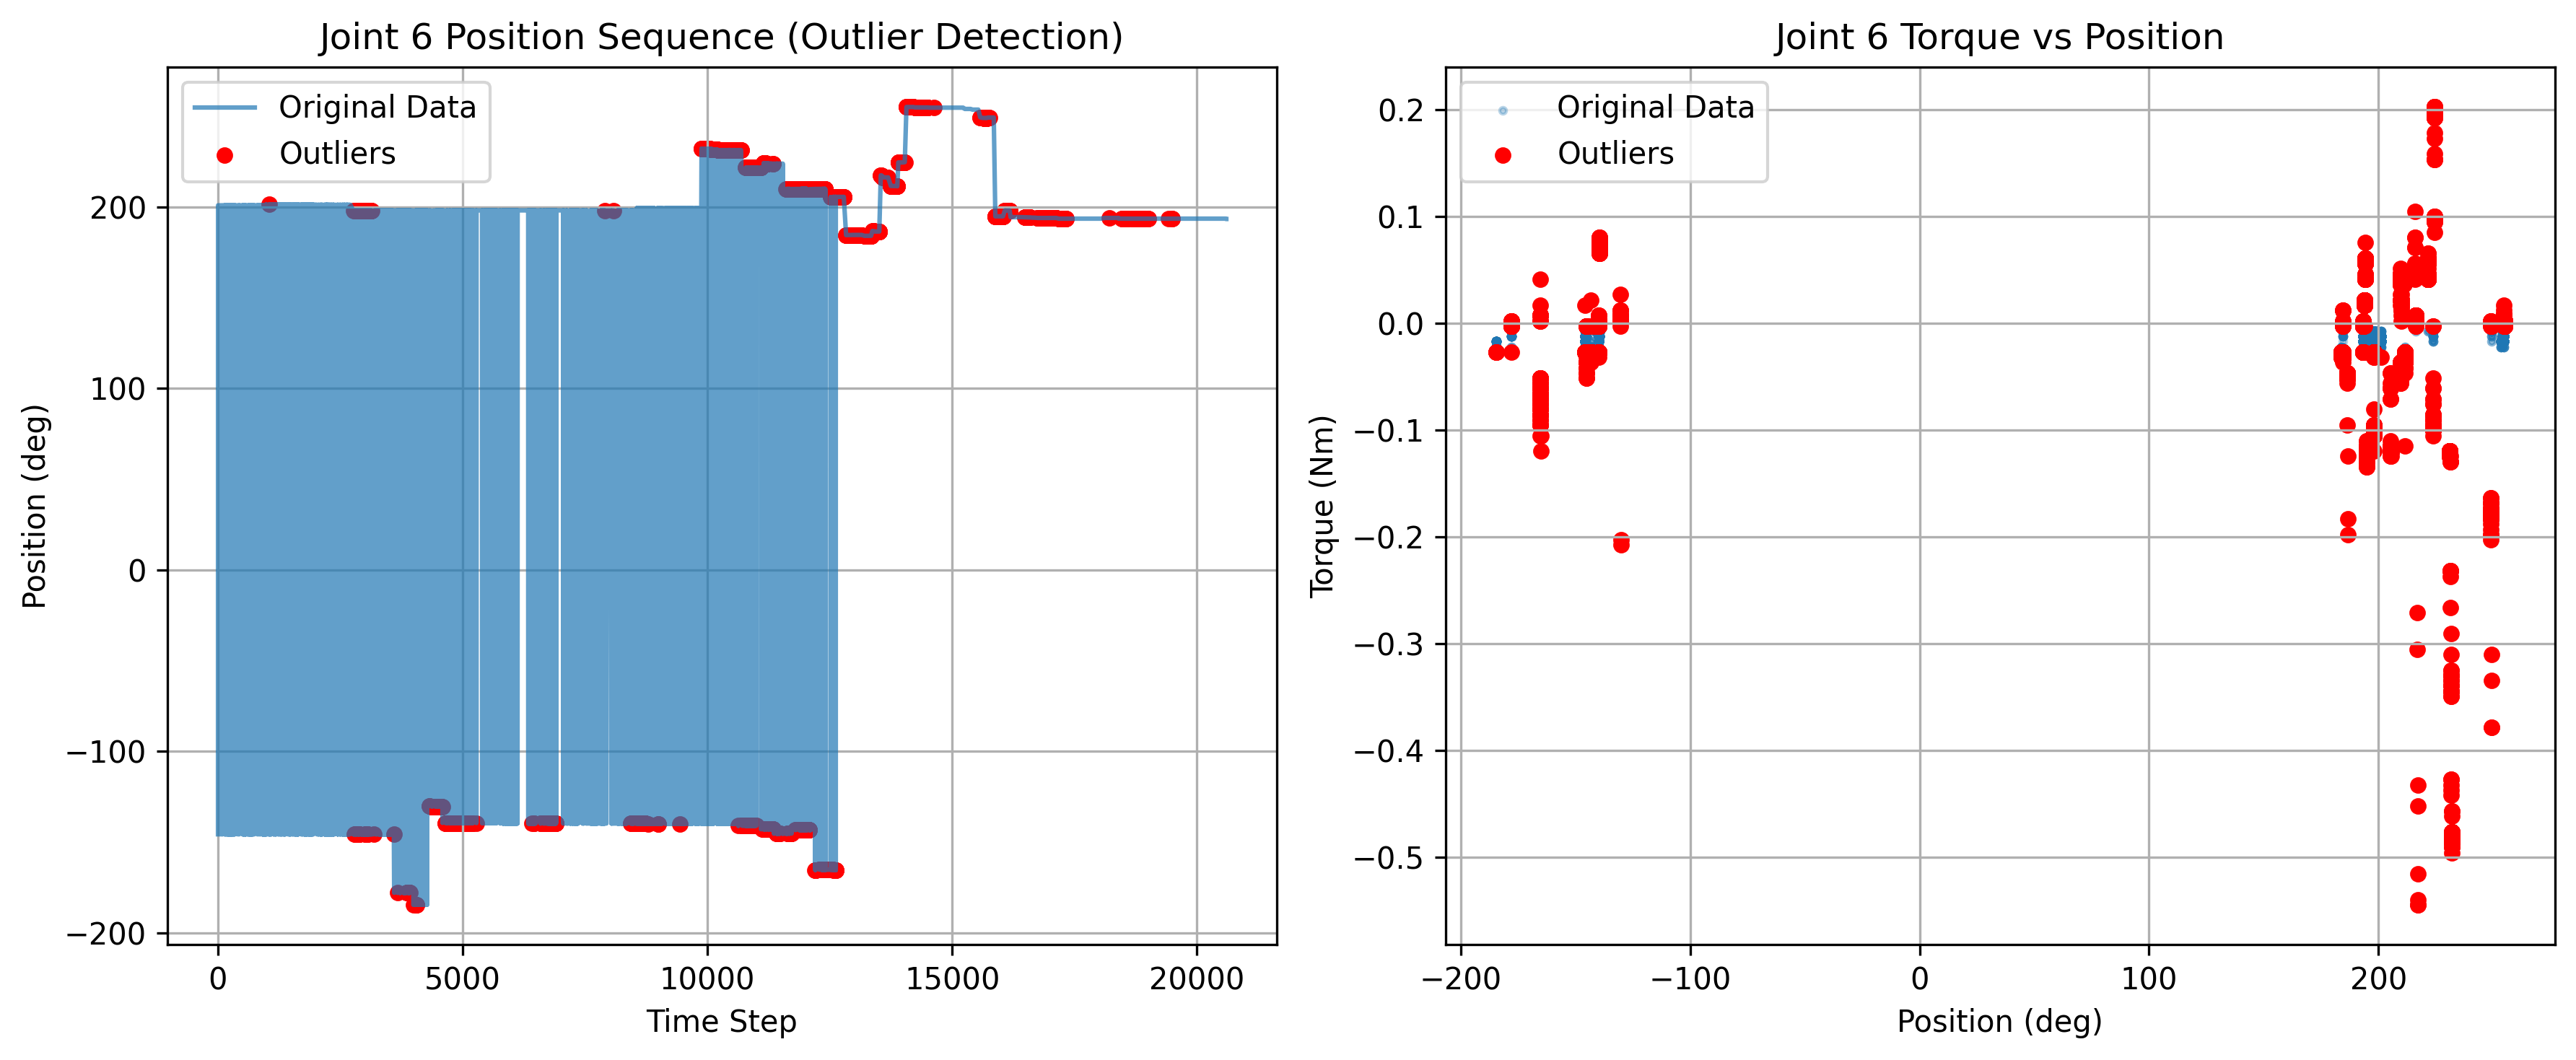 Joint 6 Position Sequence (Outlier Detection)
Original Data
Outliers
200
100
0
−100
−200
Position (deg)
0
5000
10000
15000
20000
Time Step
Joint 6 Torque vs Position
Original Data
Outliers
0.2
0.1
0.0
−0.1
−0.2
−0.3
−0.4
−0.5
Torque (Nm)
−200
−100
0
100
200
Position (deg)